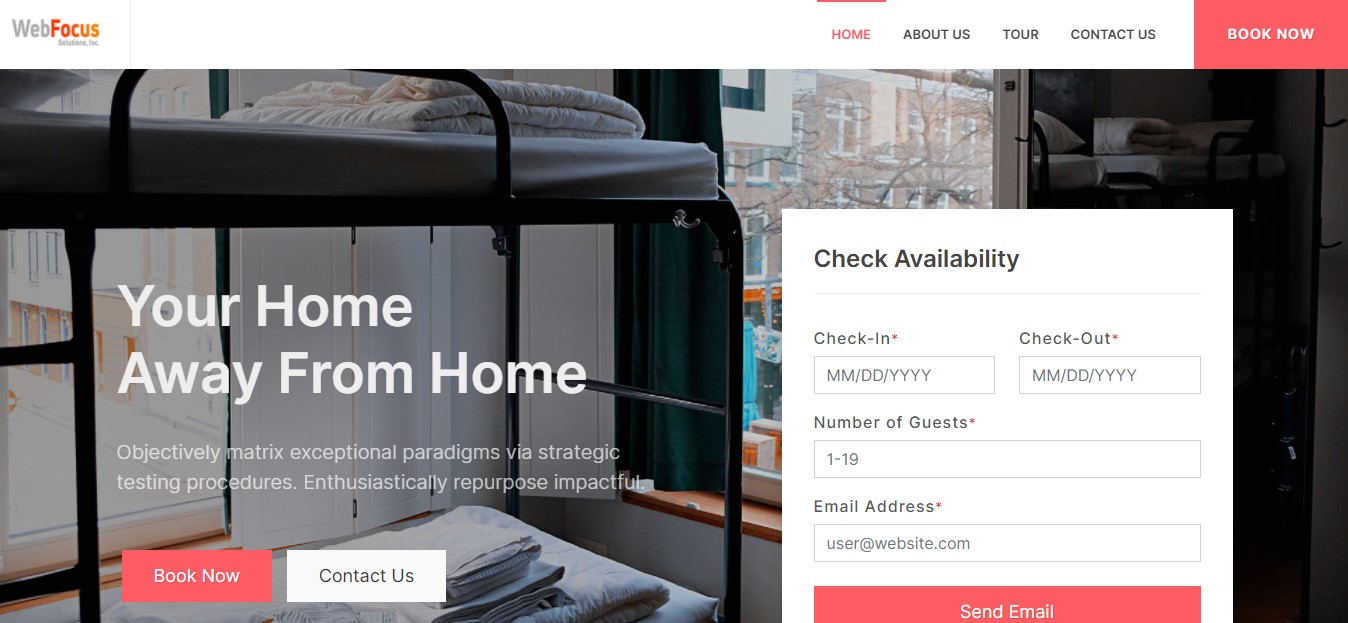 WebFocus
Solutions, Inc.
HOME ABOUT US TOUR CONTACT US BOOK NOW
Your Home
Away From Home
Objectively matrix exceptional paradigms via strategic
testing procedures. Enthusiastically repurpose impactful.
Book Now Contact Us
Check Availability
Check-In* Check-Out*
MM/DD/YYYY MM/DD/YYYY
Number of Guests*
1-19
Email Address*
user@website.com
Send Email